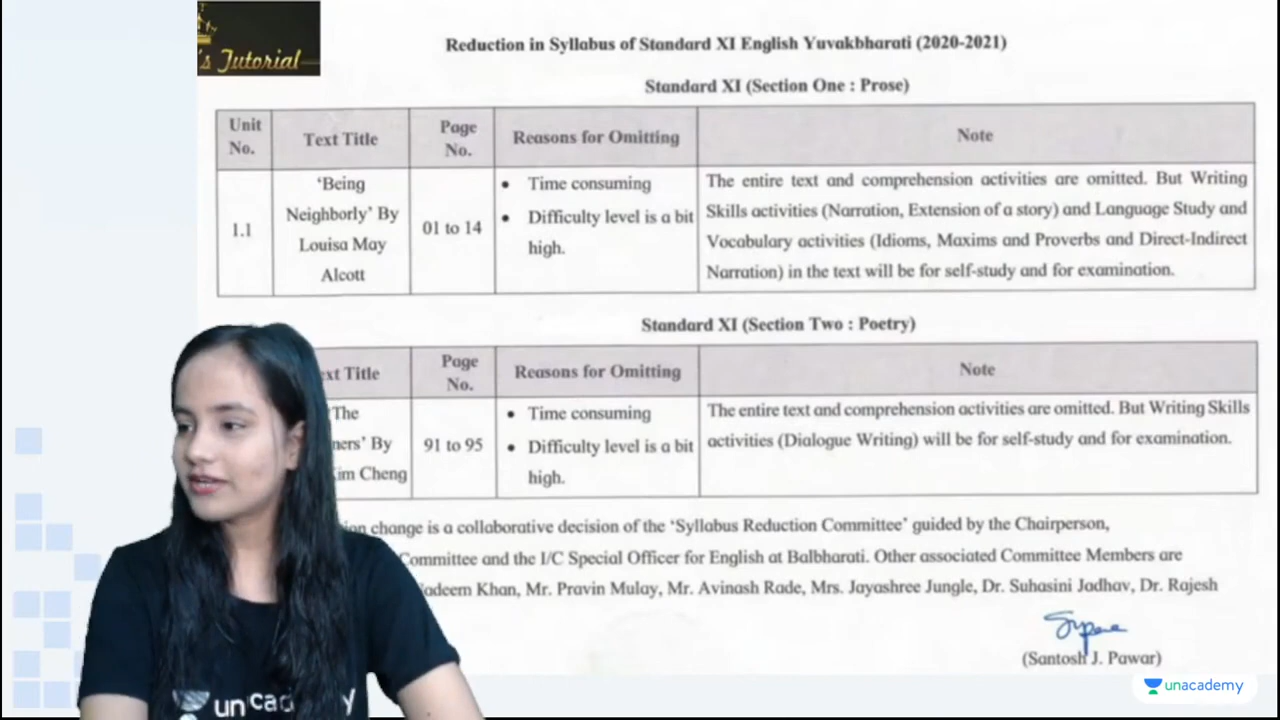 's Tutorial
Reduction in Syllabus of Standard XI English Yuvakbharati (2020-2021)
Standard XI (Section One : Prose)
Unit No.
Text Title
Page No.
Reasons for Omitting
Note
1.1
'Being
Neighborly' By
Louisa May
Alcott
01 to 14
• Time consuming
• Difficulty level is a bit
high.
The entire text and comprehension activities are omitted. But Writing
Skills activities (Narration, Extension of a story) and Language Study and
Vocabulary activities (Idioms, Maxims and Proverbs and Direct-Indirect
Narration) in the text will be for self-study and for examination.
Standard XI (Section Two : Poetry)
Title
Page No.
Reasons for Omitting
Note
'The
By
Cheng
91 to 95
• Time consuming
• Difficulty level is a bit
high.
The entire text and comprehension activities are omitted. But Writing Skills
activities (Dialogue Writing) will be for self-study and for examination.
change is a collaborative decision of the 'Syllabus Reduction Committee' guided by the Chairperson,
Committee and the I/C Special Officer for English at Balbharati. Other associated Committee Members are
Khan, Mr. Pravin Mulay, Mr. Avinash Rade, Mrs. Jayashree Jungle, Dr. Suhasini Jadhav, Dr. Rajesh
(Santosh J. Pawar)
unacademy